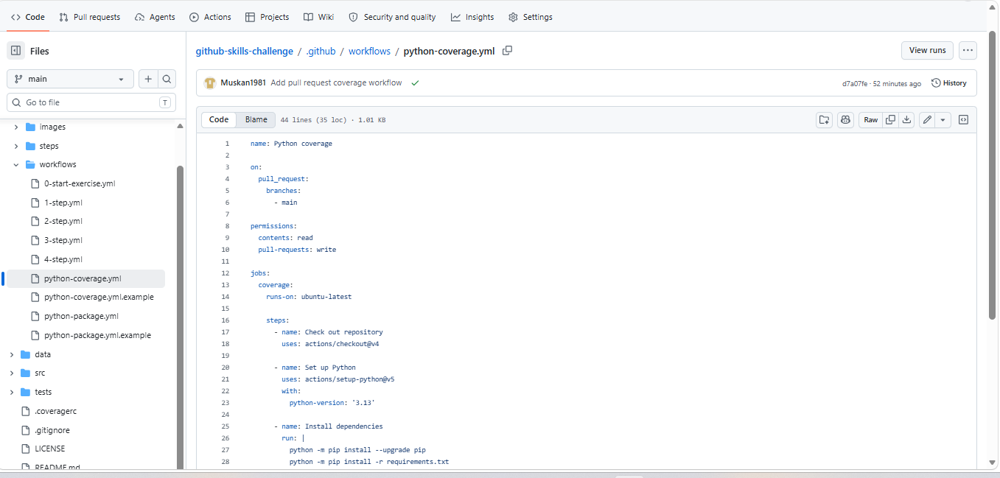 Code Pull requests Agents Actions Projects Wiki Security and quality Insights Settings
Files
main
Go to file T
images
steps
workflows
0-start-exercise.yml
1-step.yml
2-step.yml
3-step.yml
4-step.yml
python-coverage.yml
python-coverage.yml.example
python-package.yml
python-package.yml.example
data
src
tests
.coveragerc
.gitignore
LICENSE
README.md
github-skills-challenge / .github / workflows / python-coverage.yml
View runs
Muskan1981 Add pull request coverage workflow
d7a07fe · 52 minutes ago History
Code Blame 44 lines (35 loc) · 1.01 KB
Raw
1 name: Python coverage
2
3 on:
4 pull_request:
5 branches:
6 - main
7
8 permissions:
9 contents: read
10 pull-requests: write
11
12 jobs:
13 coverage:
14 runs-on: ubuntu-latest
15
16 steps:
17 - name: Check out repository
18 uses: actions/checkout@v4
19
20 - name: Set up Python
21 uses: actions/setup-python@v5
22 with:
23 python-version: '3.13'
24
25 - name: Install dependencies
26 run: |
27 python -m pip install --upgrade pip
28 python -m pip install -r requirements.txt